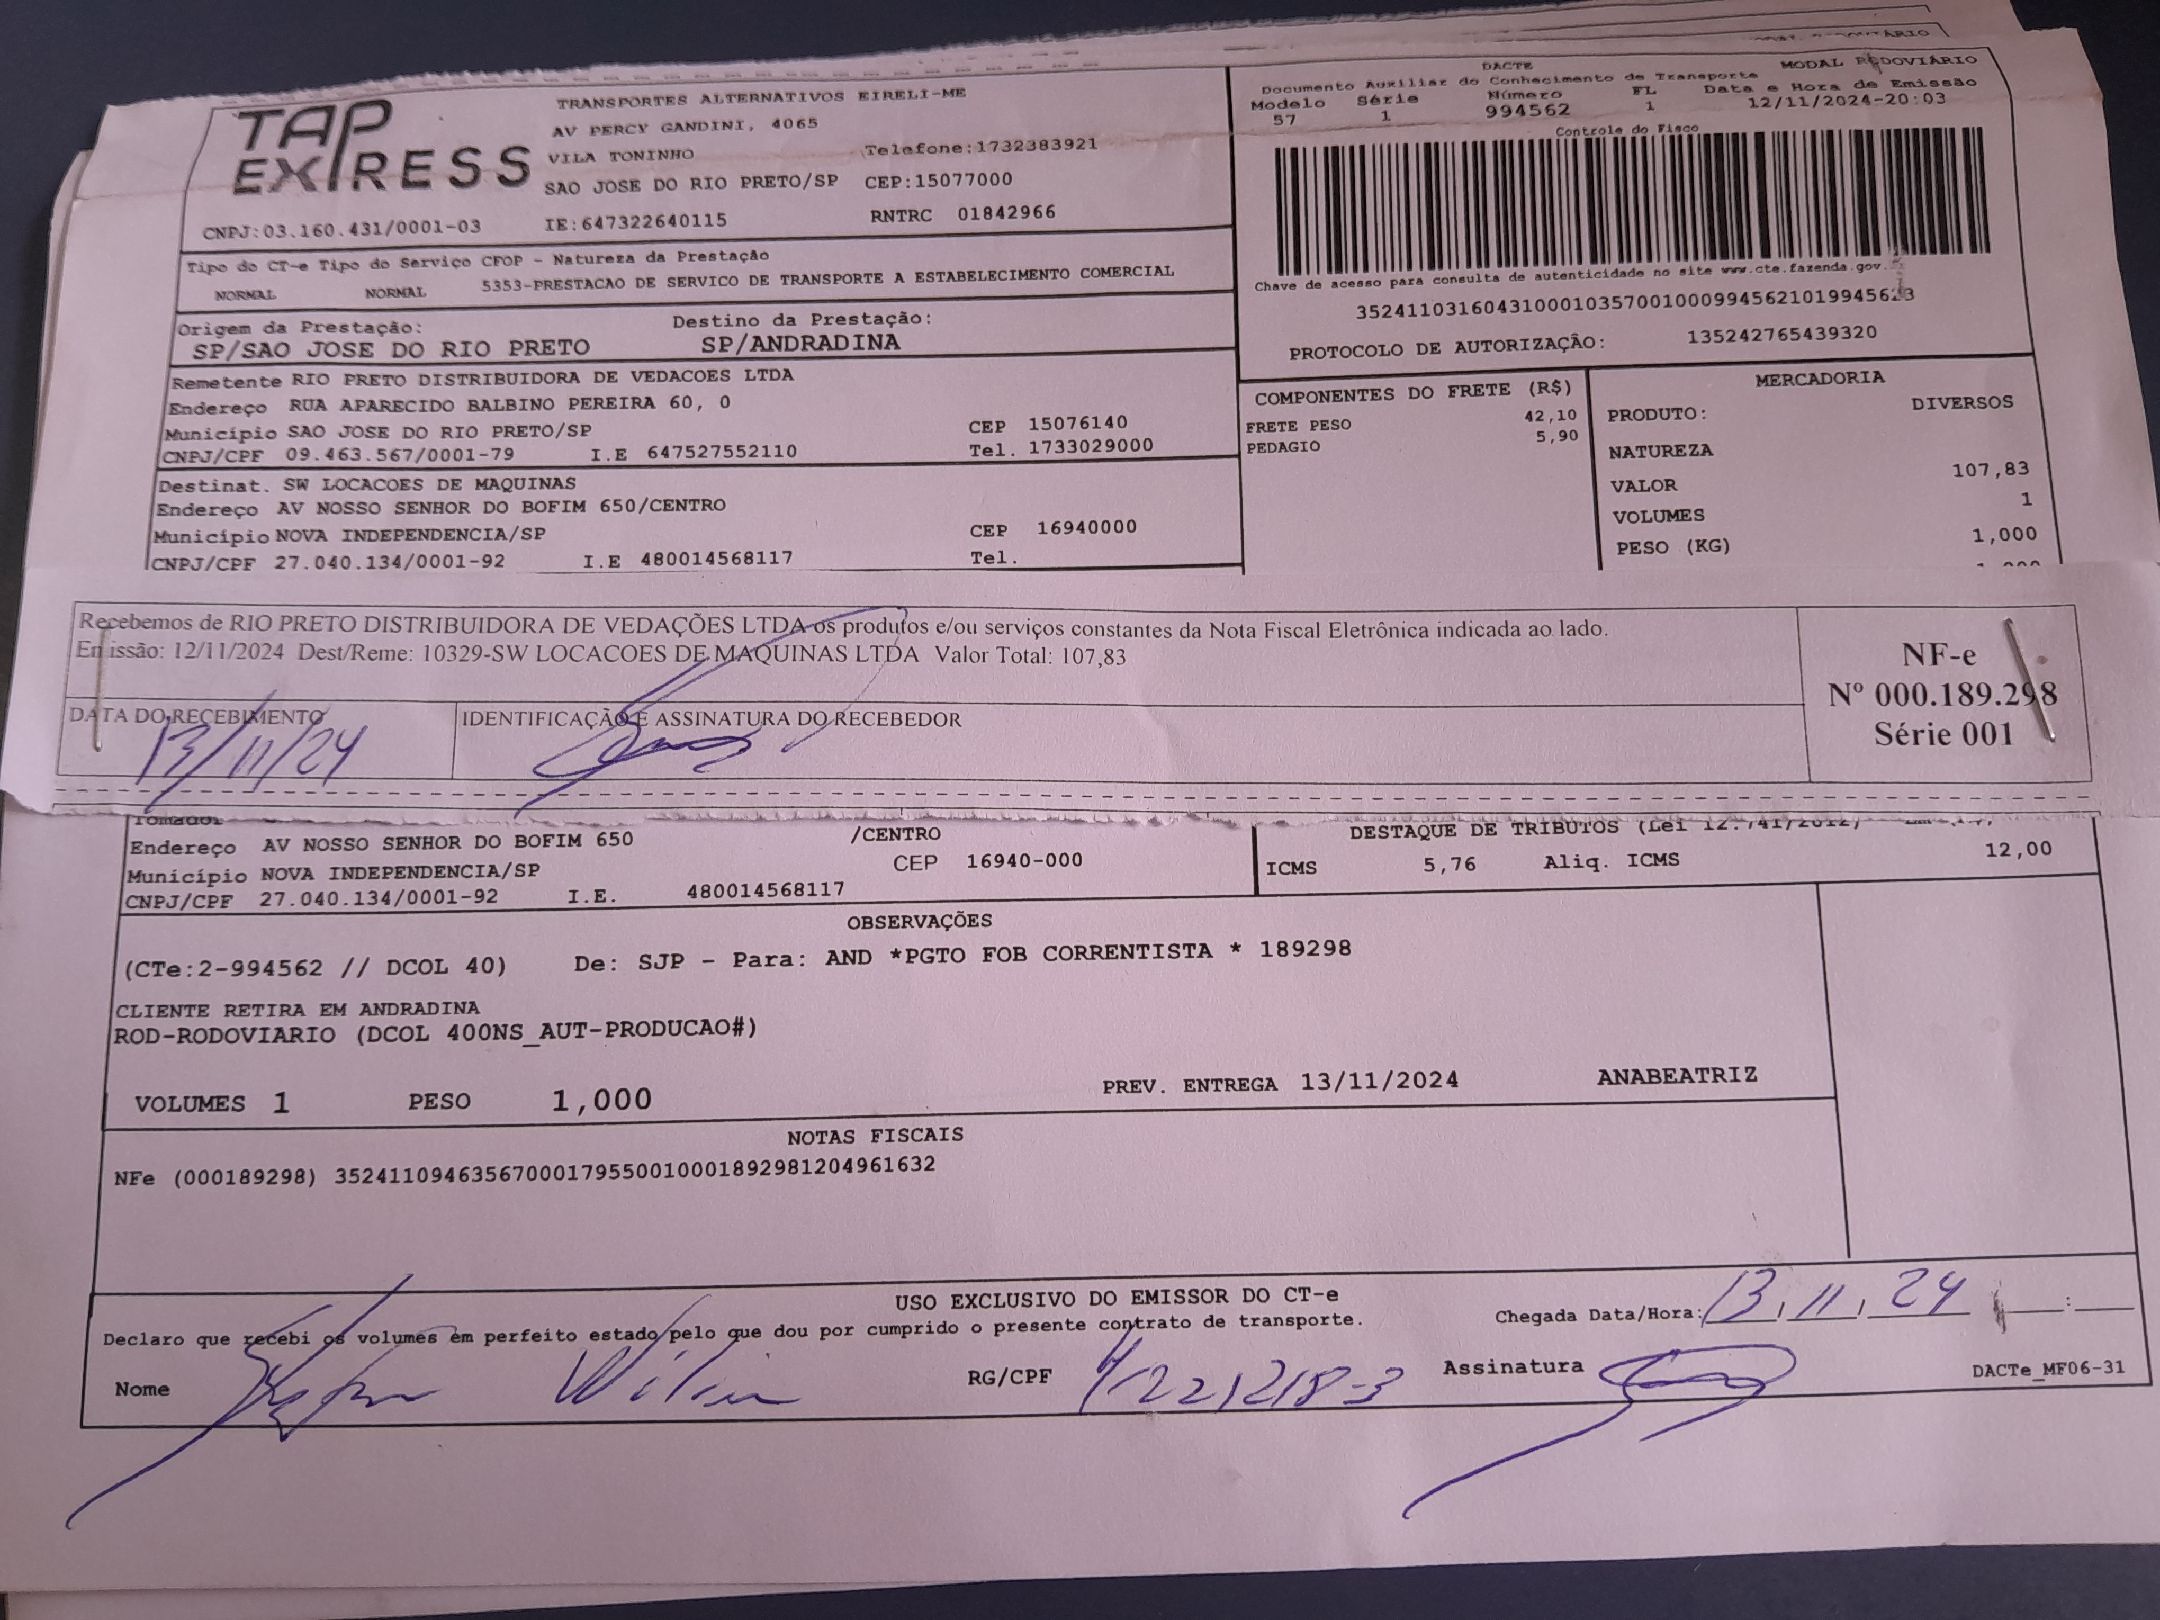 TAP EXPRESS
TRANSPORTES ALTERNATIVOS EIRELI-ME
AV PERCY GANDINI, 4065
VILA TONINHO Telefone:1732383921
SAO JOSE DO RIO PRETO/SP CEP:15077000
CNPJ:03.160.431/0001-03 IE:647322640115 RNTRC 01842966
DACTE MODAL RODOVIÁRIO
Documento Auxiliar do Conhecimento de Transporte
Modelo Série Número FL Data e Hora de Emissão
57 1 994562 1 12/11/2024-20:03
Controle do Fisco
Chave de acesso para consulta de autenticidade no site www.cte.fazenda.gov.
PROTOCOLO DE AUTORIZAÇÃO: 135242765439320
Tipo do CT-e Tipo do Serviço CFOP - Natureza da Prestação
NORMAL NORMAL 5353-PRESTACAO DE SERVICO DE TRANSPORTE A ESTABELECIMENTO COMERCIAL
Origem da Prestação: Destino da Prestação:
SP/SAO JOSE DO RIO PRETO SP/ANDRADINA
Remetente RIO PRETO DISTRIBUIDORA DE VEDACOES LTDA
Endereço RUA APARECIDO BALBINO PEREIRA 60, 0
Município SAO JOSE DO RIO PRETO/SP CEP 15076140
CNPJ/CPF 09.463.567/0001-79 I.E 647527552110 Tel. 1733029000
Destinat. SW LOCACOES DE MAQUINAS
Endereço AV NOSSO SENHOR DO BOFIM 650/CENTRO
Município NOVA INDEPENDENCIA/SP CEP 16940000
CNPJ/CPF 27.040.134/0001-92 I.E 480014568117 Tel.
COMPONENTES DO FRETE (R$)
FRETE PESO 42,10
PEDAGIO 5,90
MERCADORIA
PRODUTO: DIVERSOS
NATUREZA
VALOR 107,83
VOLUMES 1
PESO (KG) 1,000
Recebemos de RIO PRETO DISTRIBUIDORA DE VEDAÇÕES LTDA os produtos e/ou serviços constantes da Nota Fiscal Eletrônica indicada ao lado.
Emissão: 12/11/2024 Dest/Reme: 10329-SW LOCACOES DE MAQUINAS LTDA Valor Total: 107,83
DATA DO RECEBIMENTO IDENTIFICAÇÃO E ASSINATURA DO RECEBEDOR
13/11/24
NF-e
Nº 000.189.298
Série 001
Tomador
Endereço AV NOSSO SENHOR DO BOFIM 650 /CENTRO
Município NOVA INDEPENDENCIA/SP CEP 16940-000
CNPJ/CPF 27.040.134/0001-92 I.E. 480014568117
DESTAQUE DE TRIBUTOS (Lei 12.741/2012)
ICMS 5,76 Aliq. ICMS 12,00
OBSERVAÇÕES
(CTe:2-994562 // DCOL 40) De: SJP - Para: AND *PGTO FOB CORRENTISTA * 189298
CLIENTE RETIRA EM ANDRADINA
ROD-RODOVIARIO (DCOL 400NS_AUT-PRODUCAO#)
VOLUMES 1 PESO 1,000 PREV. ENTREGA 13/11/2024 ANABEATRIZ
NOTAS FISCAIS
NFe (000189298) 35241109463567000179550010001892981204961632
USO EXCLUSIVO DO EMISSOR DO CT-e
Declaro que recebi os volumes em perfeito estado pelo que dou por cumprido o presente contrato de transporte.
Chegada Data/Hora: 13, 11, 24 :
Nome RG/CPF Assinatura
DACTe_MF06-31